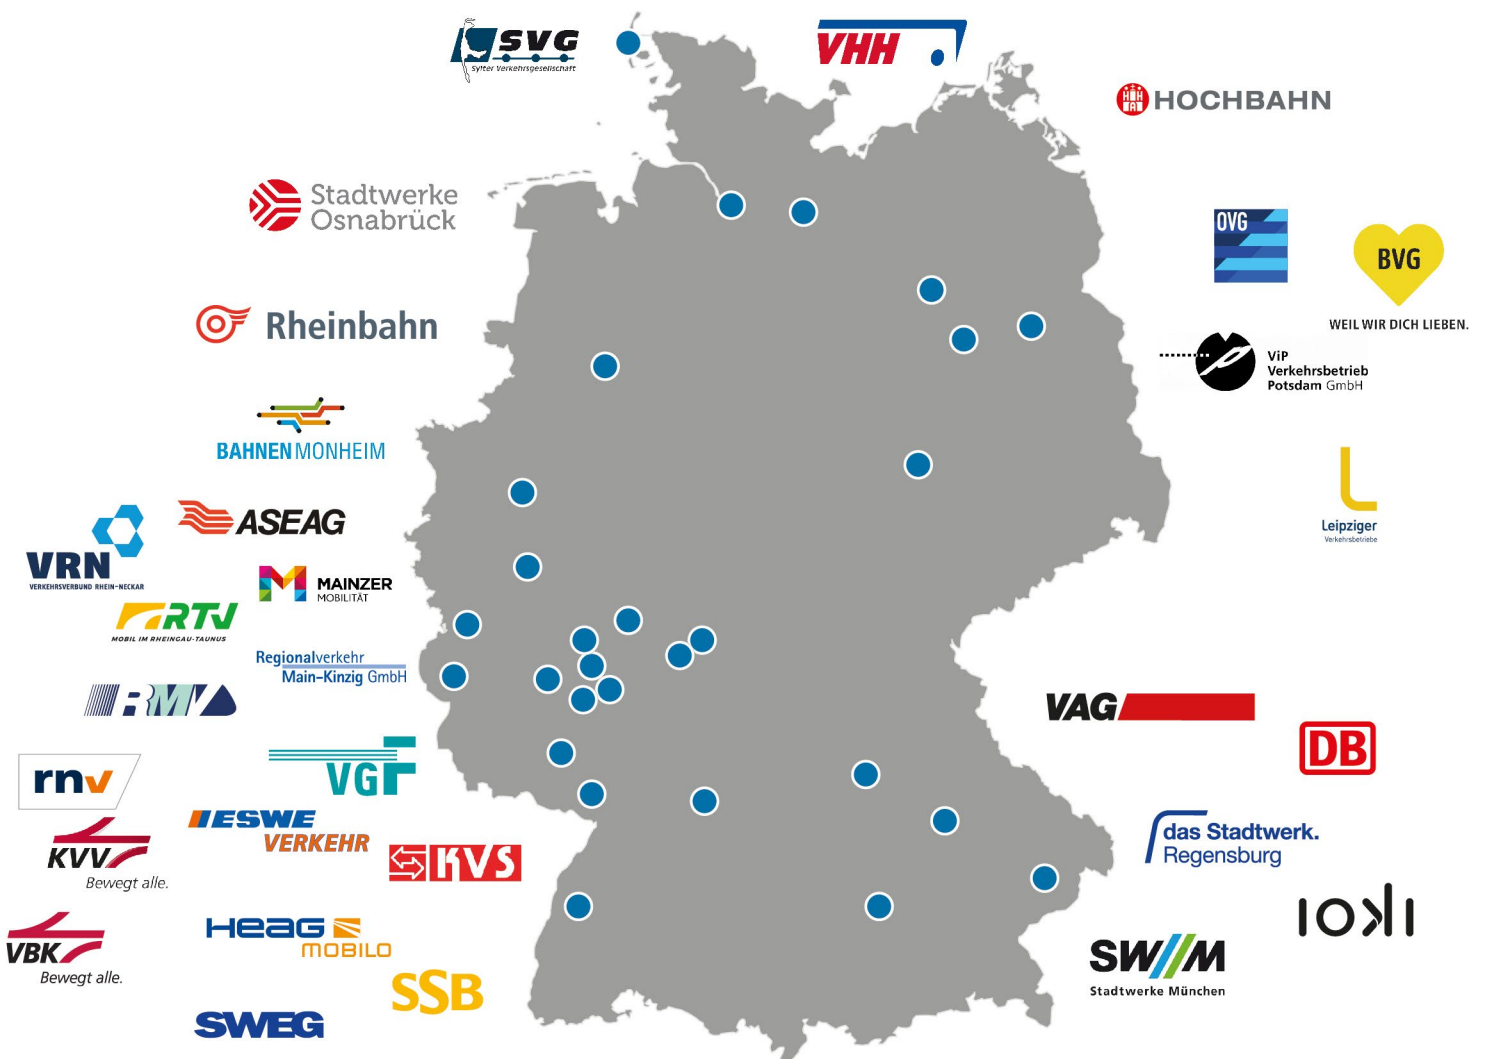 SVG
Sylter Verkehrsgesellschaft
VHH
HOCHBAHN
Stadtwerke
Osnabrück
OVG
BVG
WEIL WIR DICH LIEBEN.
Rheinbahn
ViP
Verkehrsbetrieb
Potsdam GmbH
BAHNEN MONHEIM
ASEAG
Leipziger
Verkehrsbetriebe
VRN
VERKEHRSVERBUND RHEIN-NECKAR
MAINZER
MOBILITÄT
RTV
MOBIL IM RHEINGAU-TAUNUS
Regionalverkehr
Main-Kinzig GmbH
RMV
VAG
DB
rnv
VGF
ESWE
VERKEHR
KVV
Bewegt alle.
KVS
das Stadtwerk.
Regensburg
HEAG
MOBILO
VBK
Bewegt alle.
ioki
SSB
SWM
Stadtwerke München
SWEG